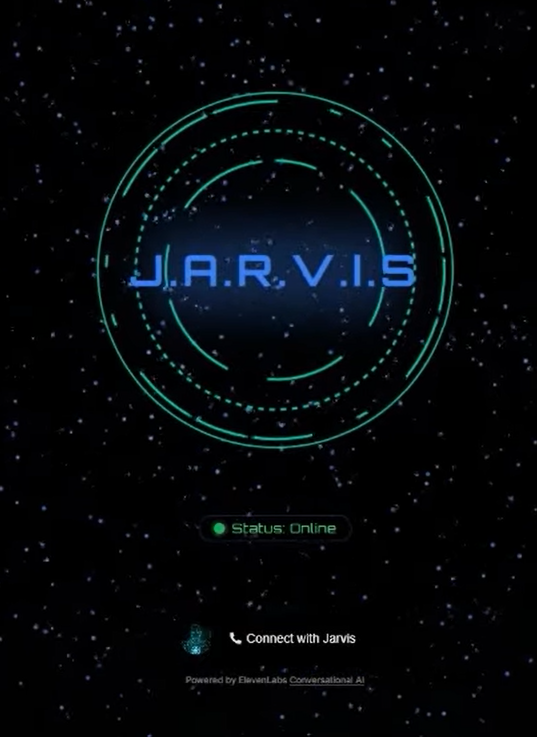 J.A.R.V.I.S
Status: Online
Connect with Jarvis
Powered by ElevenLabs Conversational AI